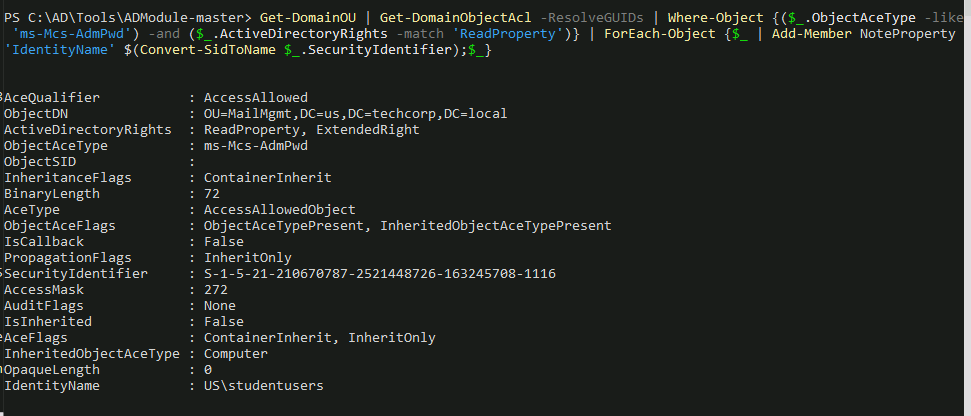 PS C:\AD\Tools\ADModule-master> Get-DomainOU | Get-DomainObjectAcl -ResolveGUIDs | Where-Object {($_.ObjectAceType -like
'ms-Mcs-AdmPwd') -and ($_.ActiveDirectoryRights -match 'ReadProperty')} | ForEach-Object {$_ | Add-Member NoteProperty
'IdentityName' $(Convert-SidToName $_.SecurityIdentifier);$_}
AceQualifier : AccessAllowed
ObjectDN : OU=MailMgmt,DC=us,DC=techcorp,DC=local
ActiveDirectoryRights : ReadProperty, ExtendedRight
ObjectAceType : ms-Mcs-AdmPwd
ObjectSID :
InheritanceFlags : ContainerInherit
BinaryLength : 72
AceType : AccessAllowedObject
ObjectAceFlags : ObjectAceTypePresent, InheritedObjectAceTypePresent
IsCallback : False
PropagationFlags : InheritOnly
SecurityIdentifier : S-1-5-21-210670787-2521448726-163245708-1116
AccessMask : 272
AuditFlags : None
IsInherited : False
AceFlags : ContainerInherit, InheritOnly
InheritedObjectAceType : Computer
OpaqueLength : 0
IdentityName : US\studentusers